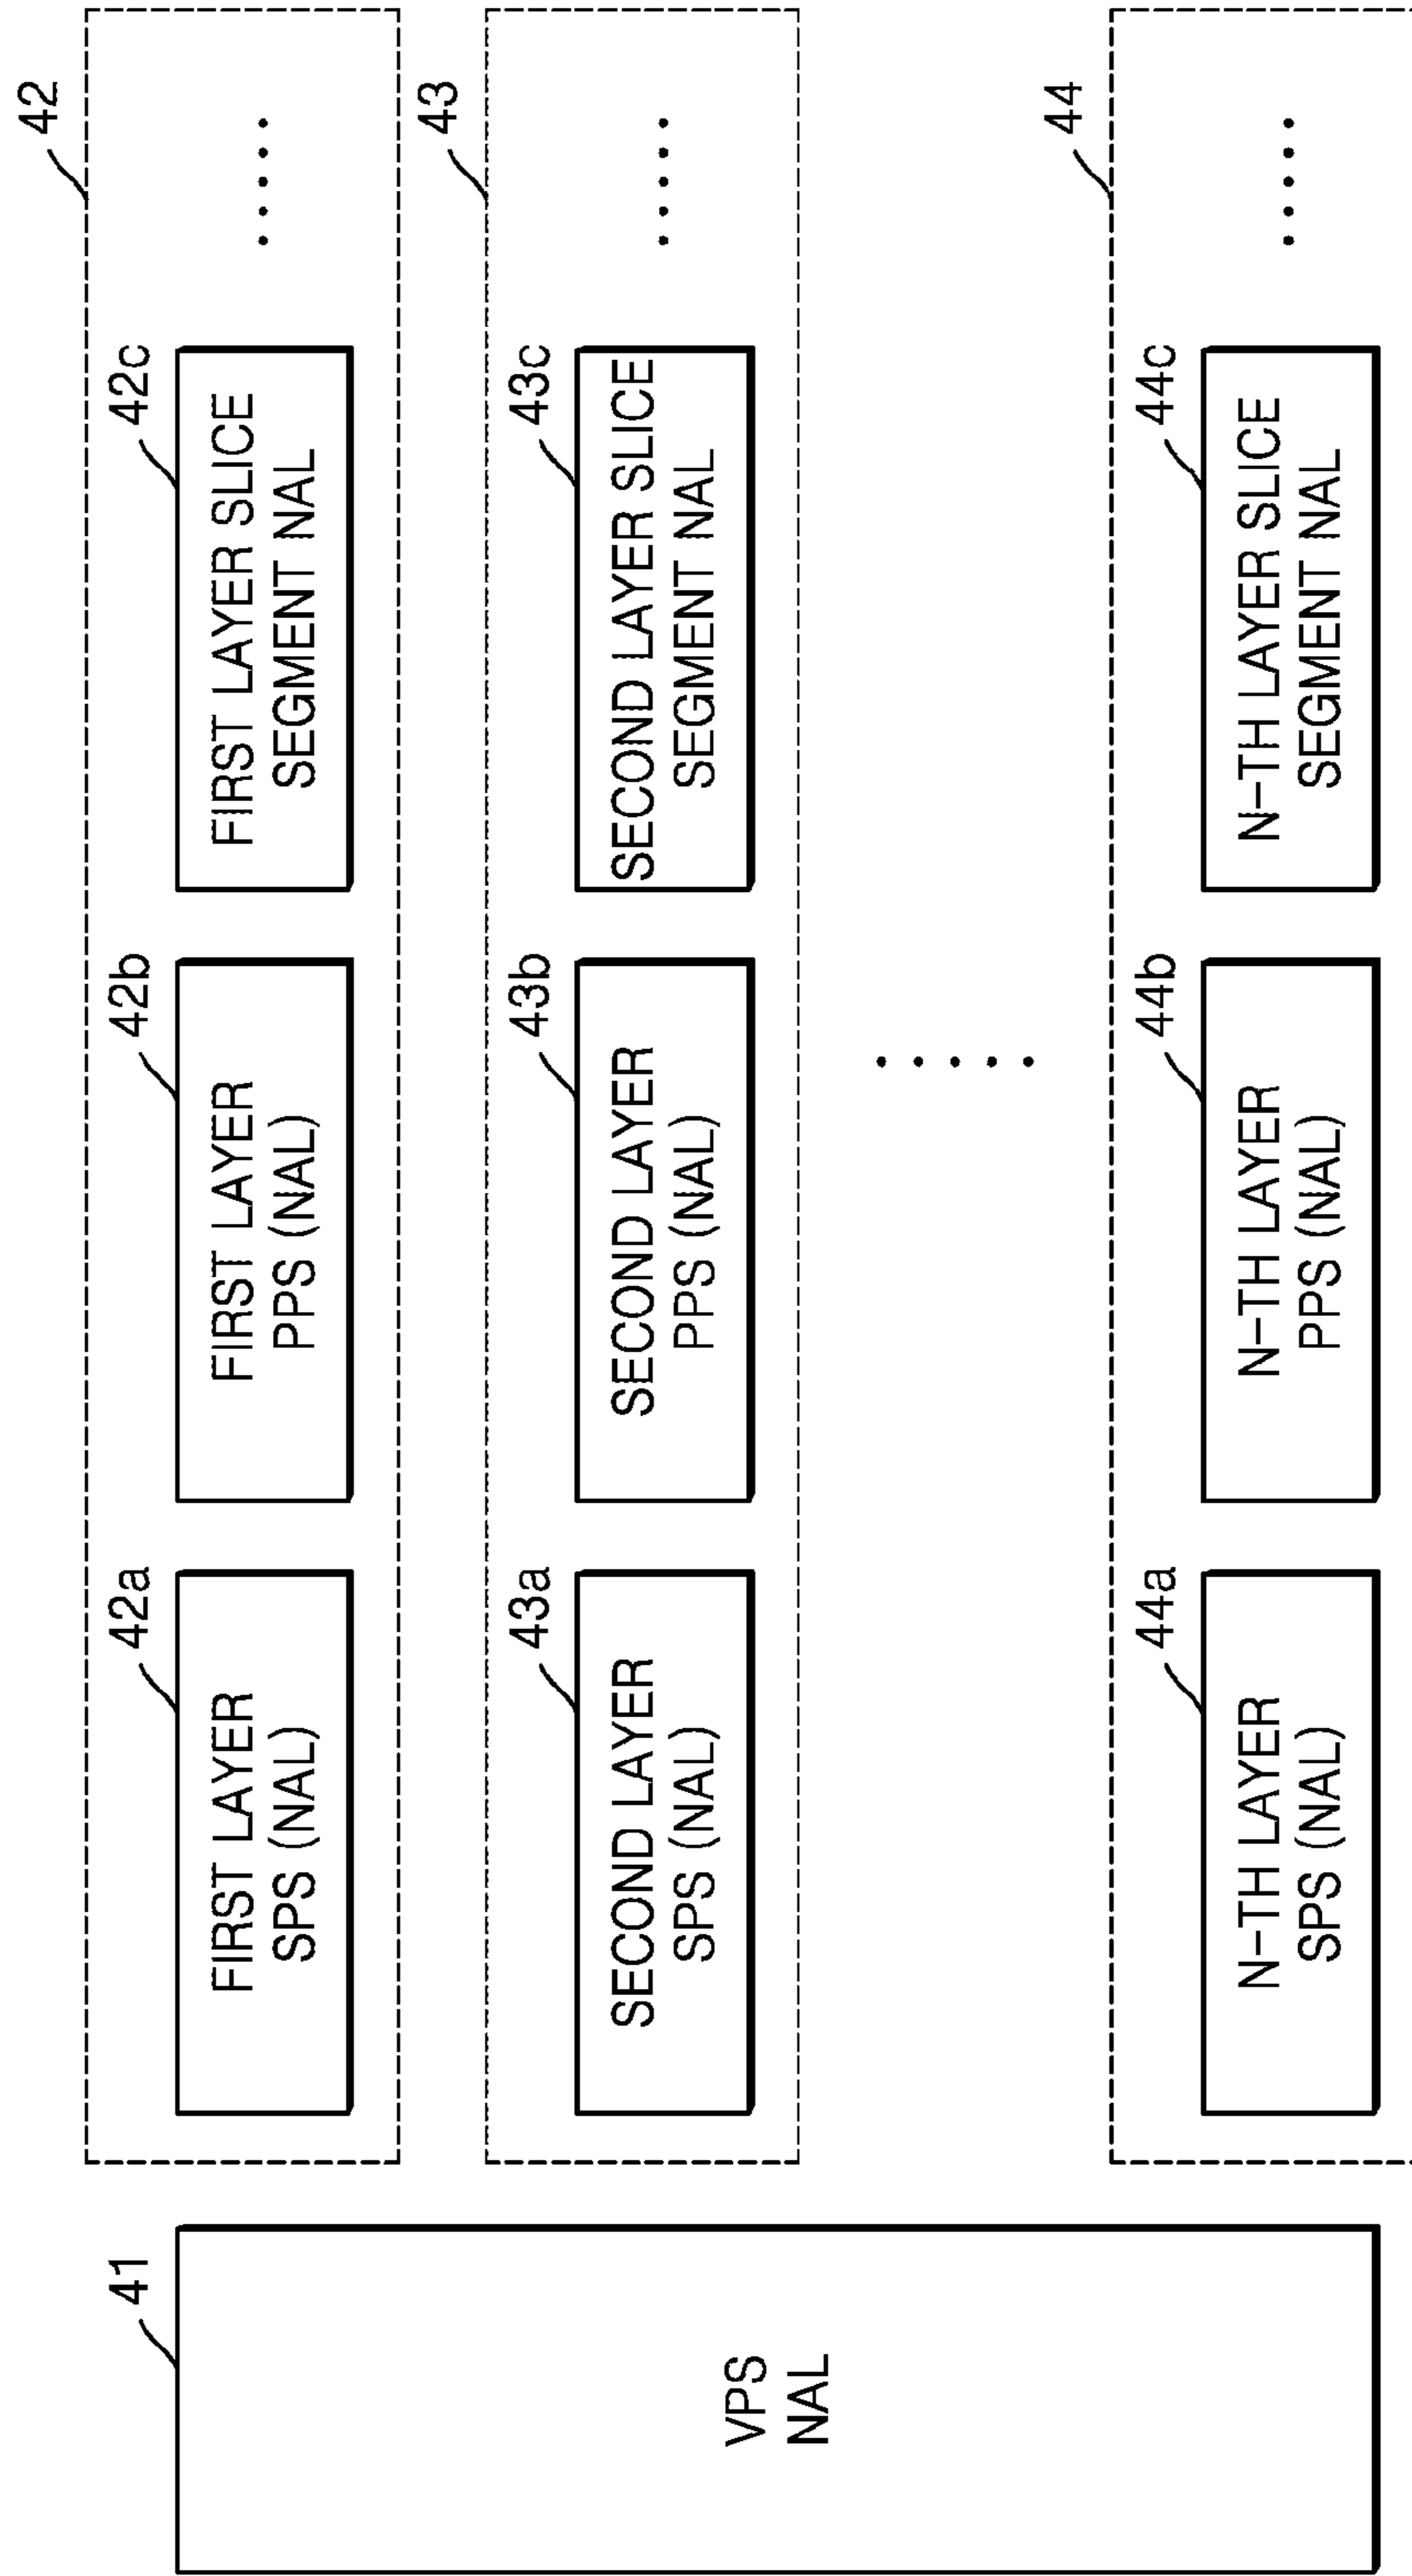 41
VPS
NAL
42
42a
FIRST LAYER
SPS (NAL)
42b
FIRST LAYER
PPS (NAL)
42c
FIRST LAYER SLICE
SEGMENT NAL
.....
43
43a
SECOND LAYER
SPS (NAL)
43b
SECOND LAYER
PPS (NAL)
43c
SECOND LAYER SLICE
SEGMENT NAL
.....
.....
44
44a
N-TH LAYER
SPS (NAL)
44b
N-TH LAYER
PPS (NAL)
44c
N-TH LAYER SLICE
SEGMENT NAL
.....